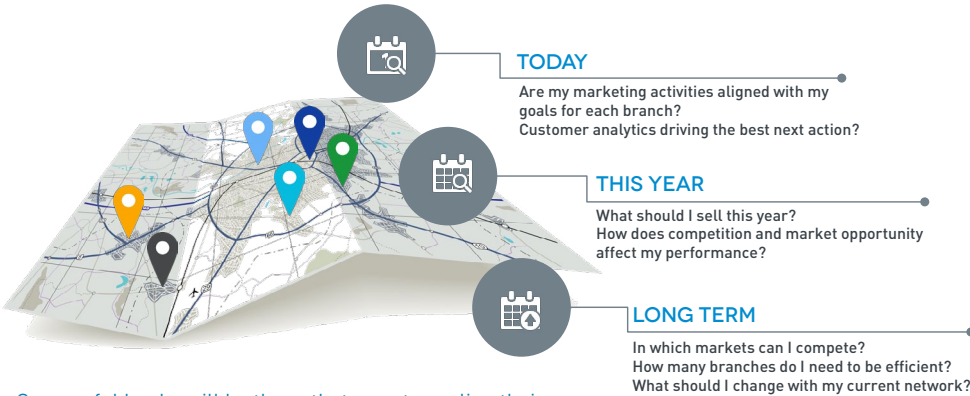 TODAY
Are my marketing activities aligned with my
goals for each branch?
Customer analytics driving the best next action?
THIS YEAR
What should I sell this year?
How does competition and market opportunity
affect my performance?
LONG TERM
In which markets can I compete?
How many branches do I need to be efficient?
What should I change with my current network?